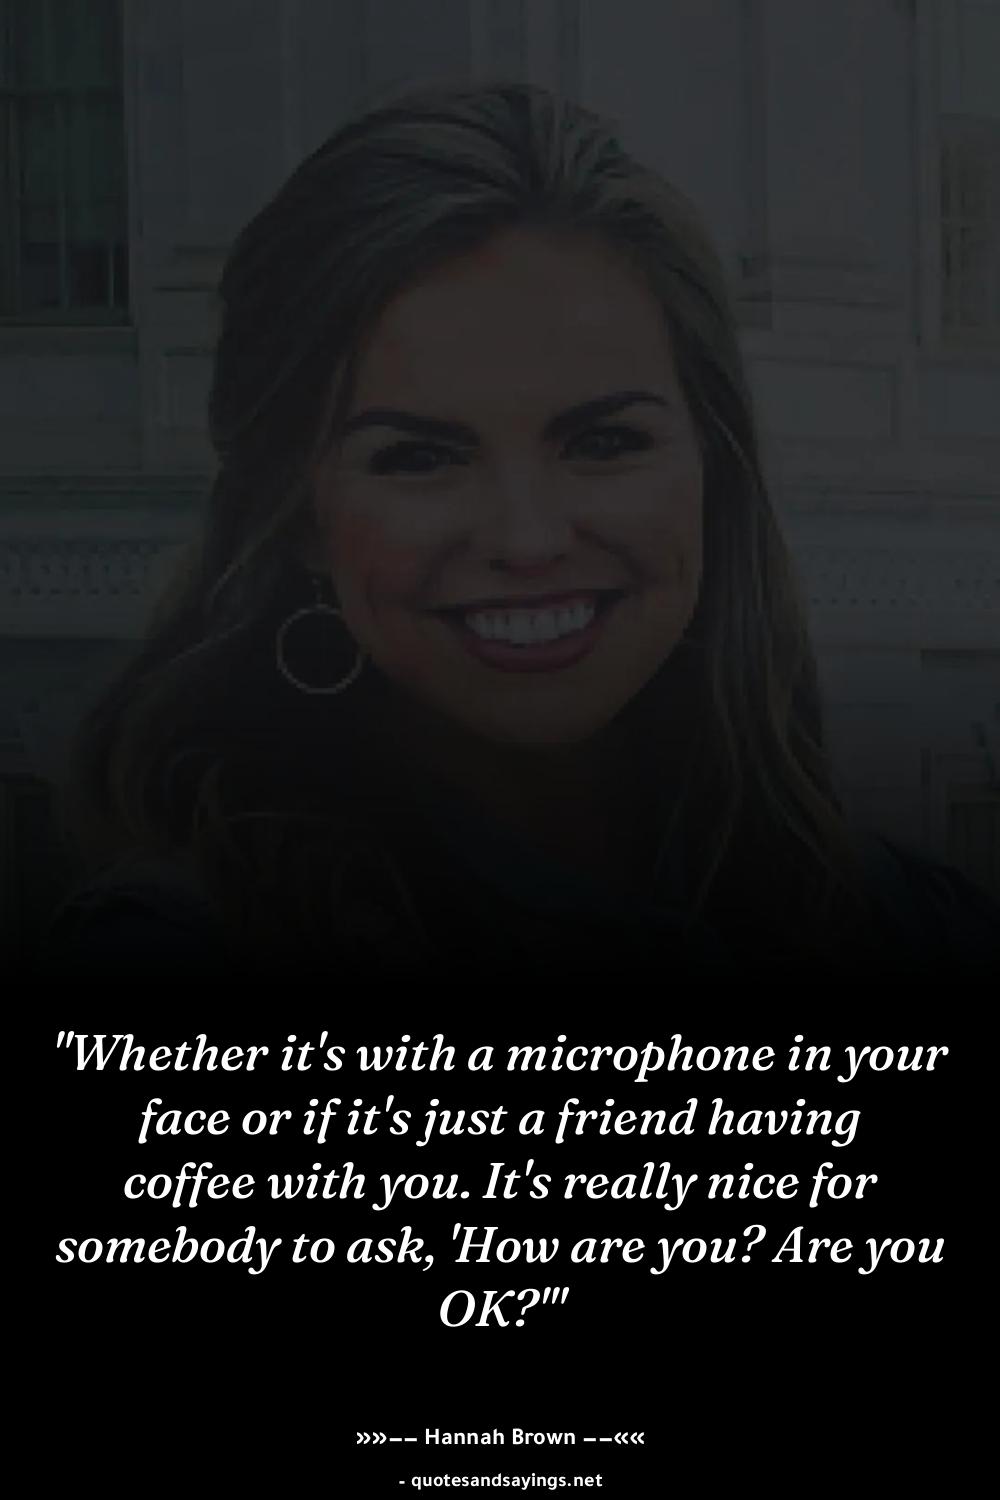 "Whether it's with a microphone in your
face or if it's just a friend having
coffee with you. It's really nice for
somebody to ask, 'How are you? Are you
OK?'"
»»–– Hannah Brown ––««
- quotesandsayings.net